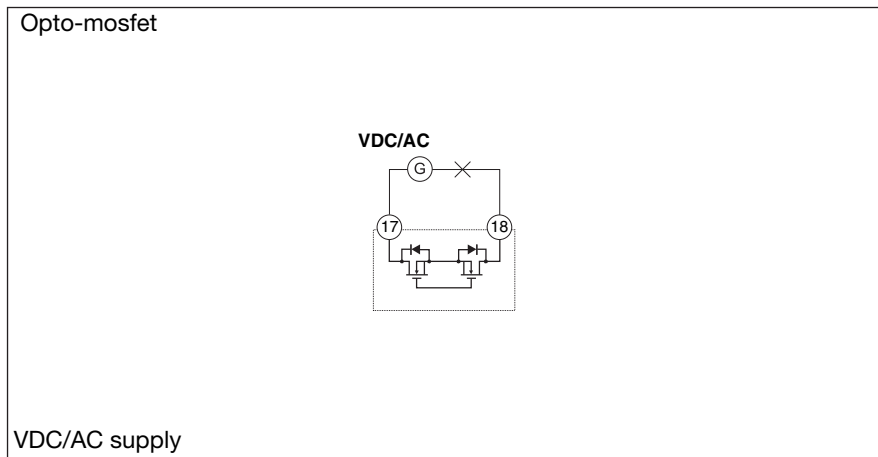 Opto-mosfet
VDC/AC
G
17 18
VDC/AC supply